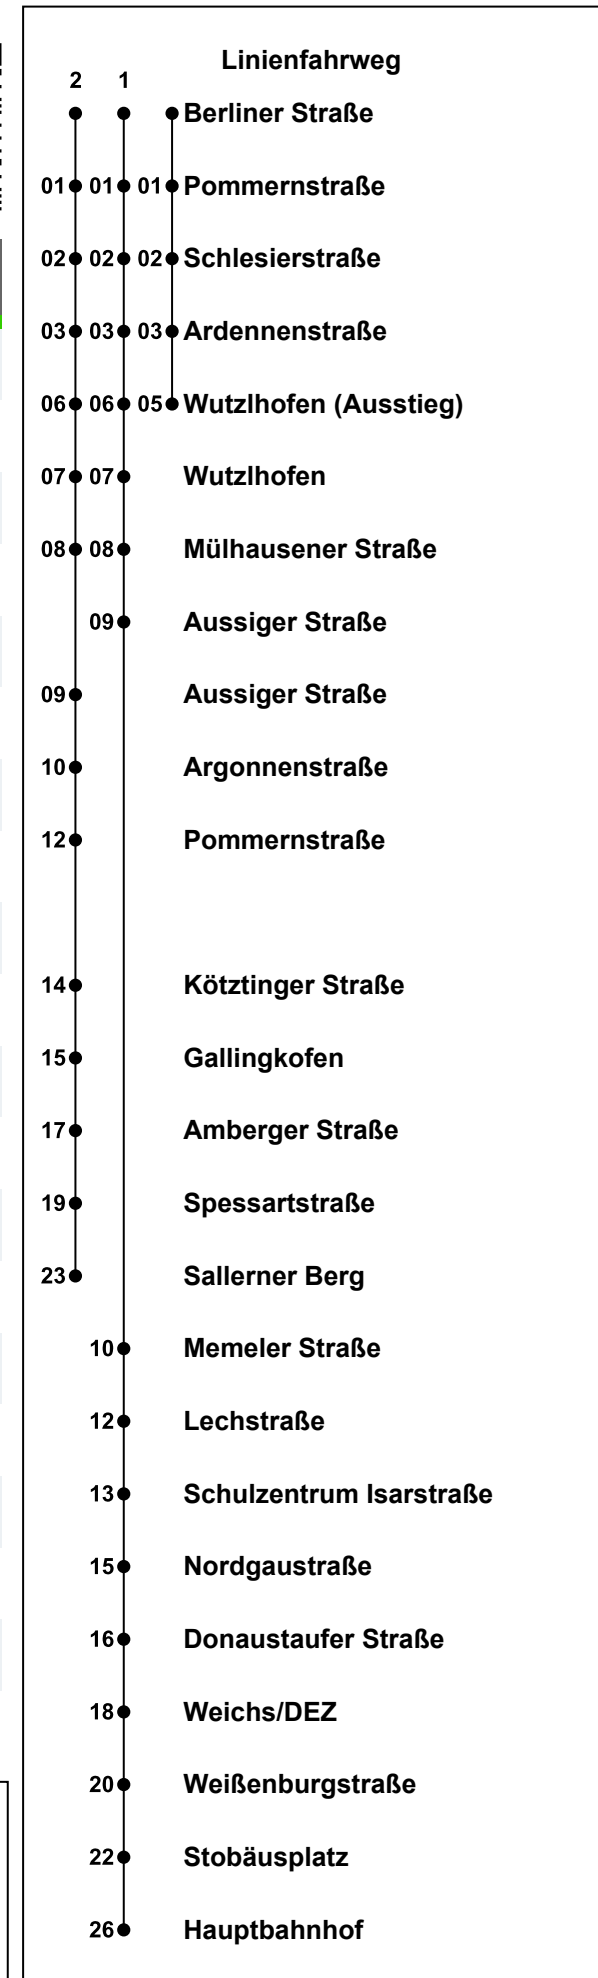 Linienfahrweg
2 1
Berliner Straße
01 01 01 Pommernstraße
02 02 02 Schlesierstraße
03 03 03 Ardennenstraße
06 06 05 Wutzlhofen (Ausstieg)
07 07 Wutzlhofen
08 08 Mülhausener Straße
09 Aussiger Straße
09 Aussiger Straße
10 Argonnenstraße
12 Pommernstraße
14 Kötztinger Straße
15 Gallingkofen
17 Amberger Straße
19 Spessartstraße
23 Sallerner Berg
10 Memeler Straße
12 Lechstraße
13 Schulzentrum Isarstraße
15 Nordgaustraße
16 Donaustaufer Straße
18 Weichs/DEZ
20 Weißenburgstraße
22 Stobäusplatz
26 Hauptbahnhof